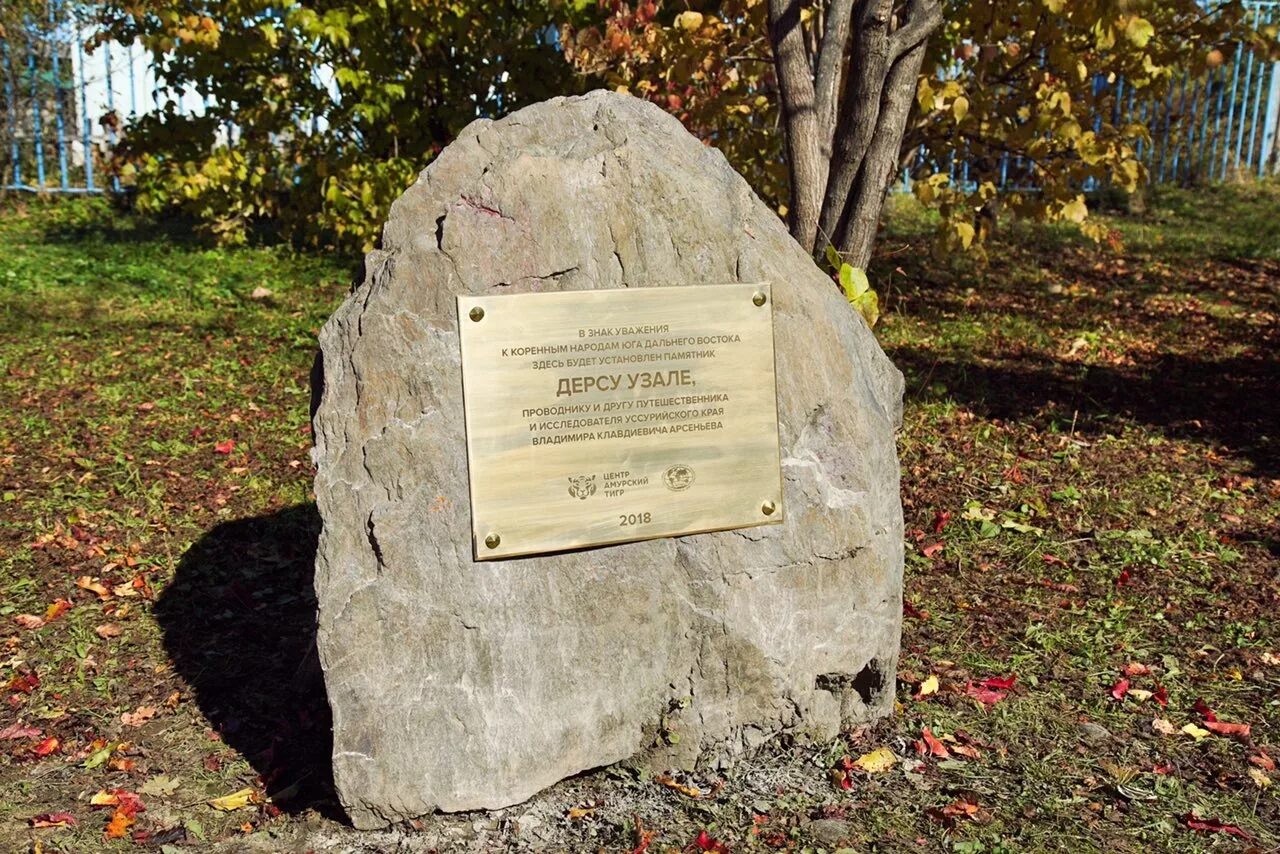 В ЗНАК УВАЖЕНИЯ
К КОРЕННЫМ НАРОДАМ ЮГА ДАЛЬНЕГО ВОСТОКА
ЗДЕСЬ БУДЕТ УСТАНОВЛЕН ПАМЯТНИК
ДЕРСУ УЗАЛЕ,
ПРОВОДНИКУ И ДРУГУ ПУТЕШЕСТВЕННИКА
И ИССЛЕДОВАТЕЛЯ УССУРИЙСКОГО КРАЯ
ВЛАДИМИРА КЛАВДИЕВИЧА АРСЕНЬЕВА
ЦЕНТР
АМУРСКИЙ
ТИГР
2018